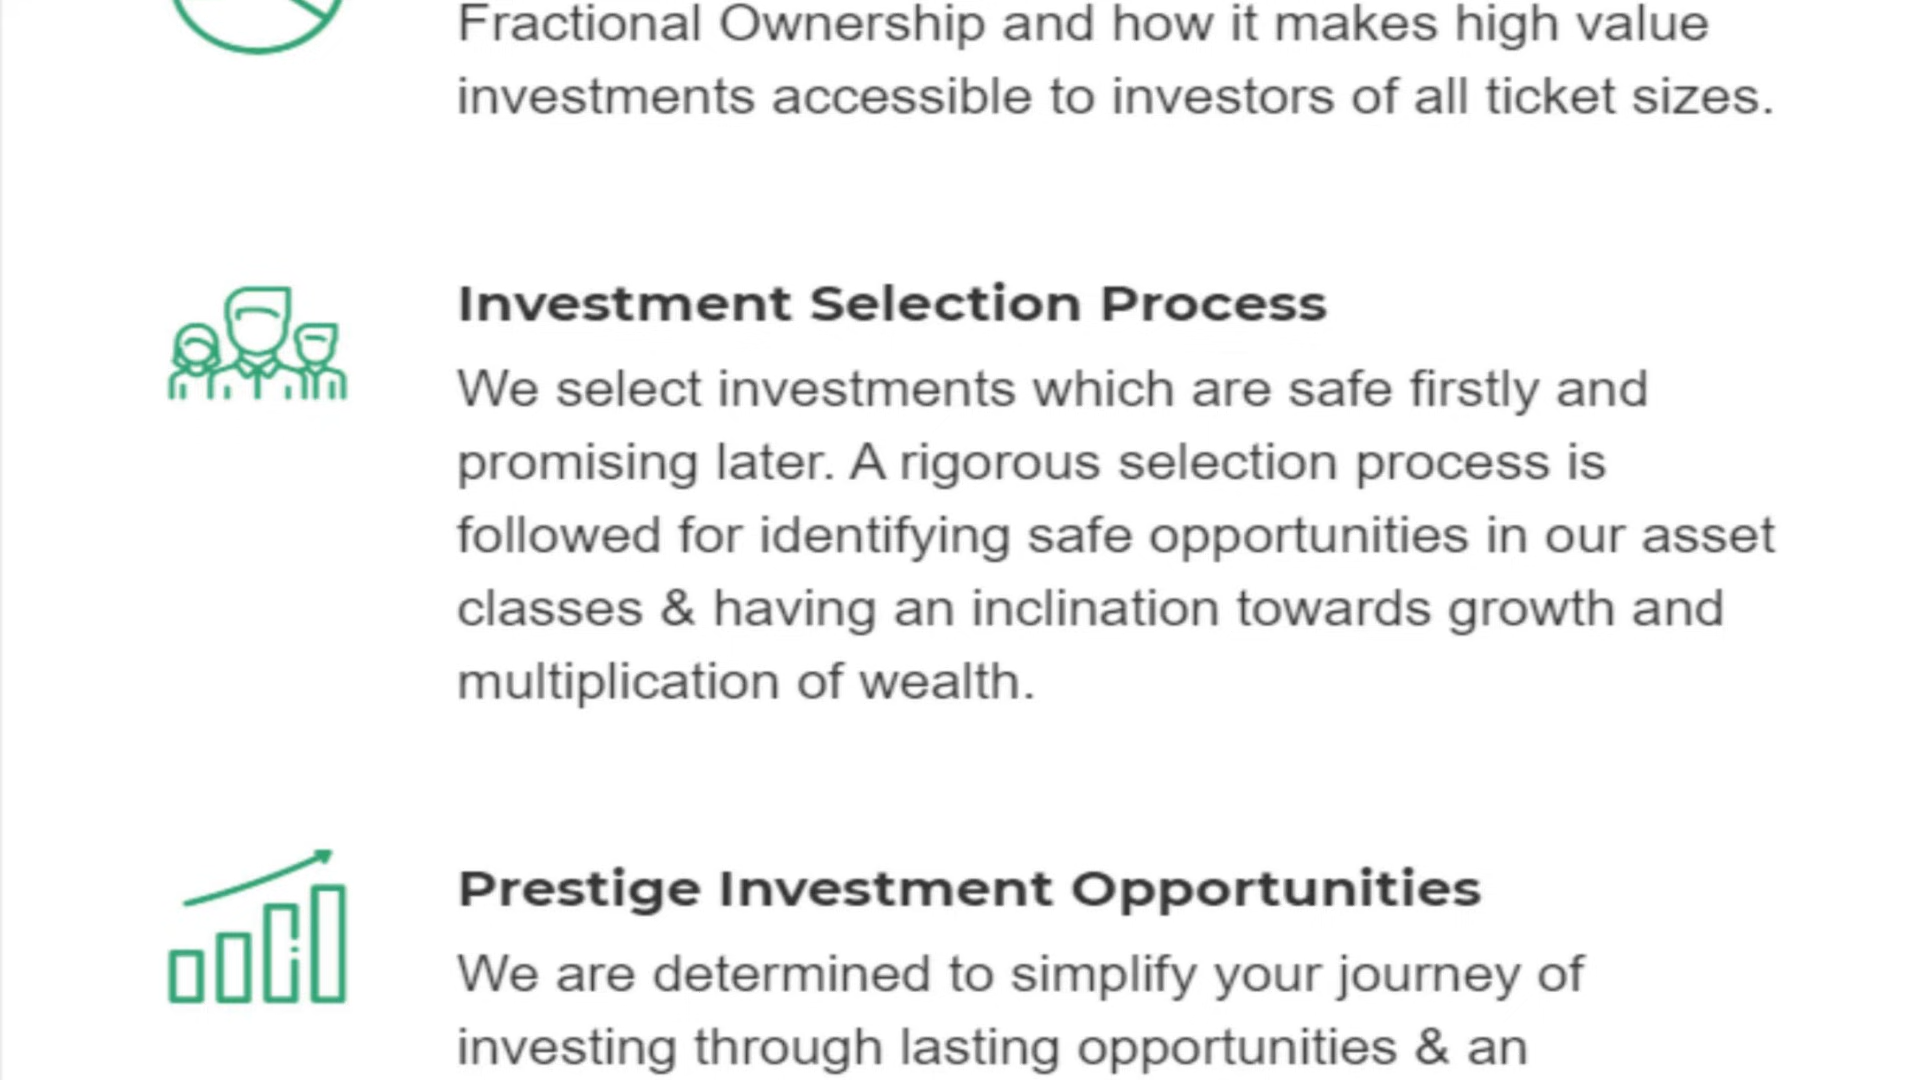 Fractional Ownership and how it makes high value
investments accessible to investors of all ticket sizes.
Investment Selection Process
We select investments which are safe firstly and
promising later. A rigorous selection process is
followed for identifying safe opportunities in our asset
classes & having an inclination towards growth and
multiplication of wealth.
Prestige Investment Opportunities
We are determined to simplify your journey of
investing through lasting opportunities & an